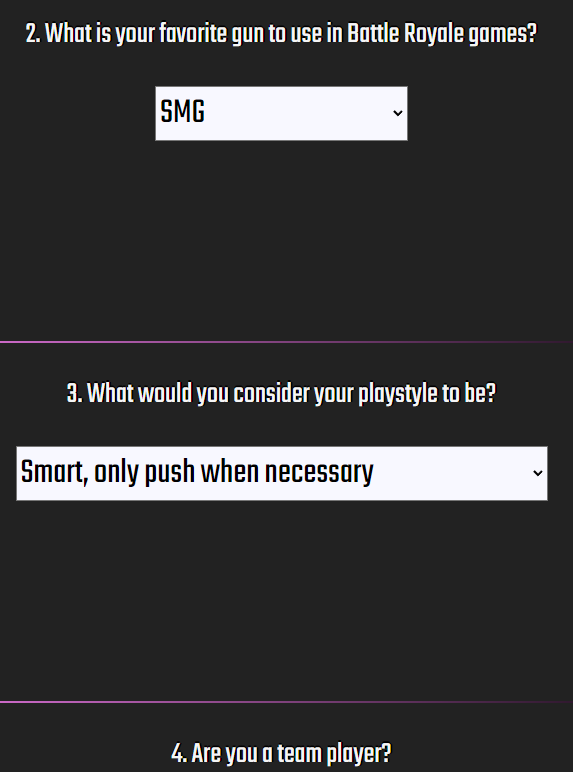 2. What is your favorite gun to use in Battle Royale games?
SMG
3. What would you consider your playstyle to be?
Smart, only push when necessary
4. Are you a team player?